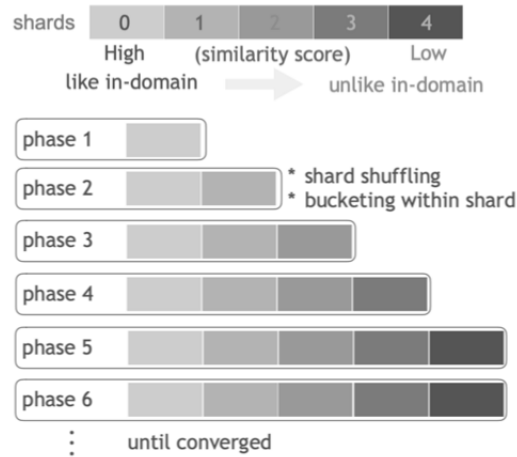 shards 0 1 2 3 4
High (similarity score) Low
like in-domain unlike in-domain
phase 1
phase 2 * shard shuffling
* bucketing within shard
phase 3
phase 4
phase 5
phase 6
⋮ until converged